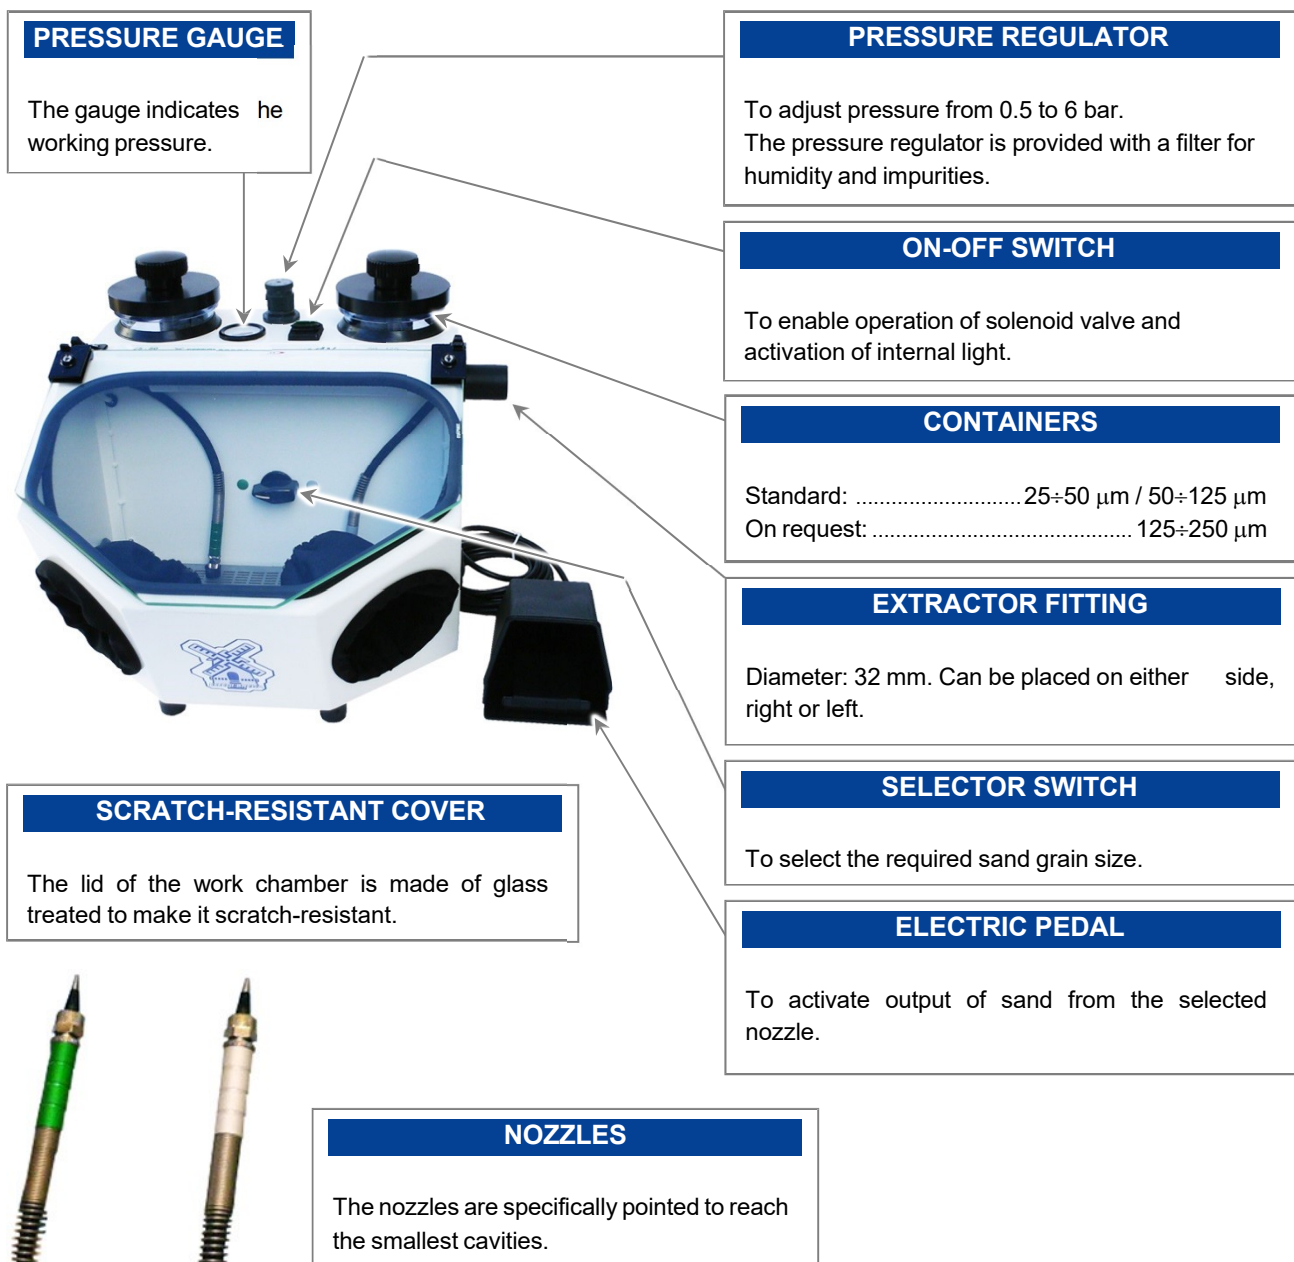 PRESSURE GAUGE
The gauge indicates he
working pressure.
PRESSURE REGULATOR
To adjust pressure from 0.5 to 6 bar.
The pressure regulator is provided with a filter for
humidity and impurities.
ON-OFF SWITCH
To enable operation of solenoid valve and
activation of internal light.
CONTAINERS
Standard: ............................25÷50 µm / 50÷125 µm
On request:............................................ 125÷250 µm
EXTRACTOR FITTING
Diameter: 32 mm. Can be placed on either side,
right or left.
SELECTOR SWITCH
To select the required sand grain size.
SCRATCH-RESISTANT COVER
The lid of the work chamber is made of glass
treated to make it scratch-resistant.
ELECTRIC PEDAL
To activate output of sand from the selected
nozzle.
NOZZLES
The nozzles are specifically pointed to reach
the smallest cavities.